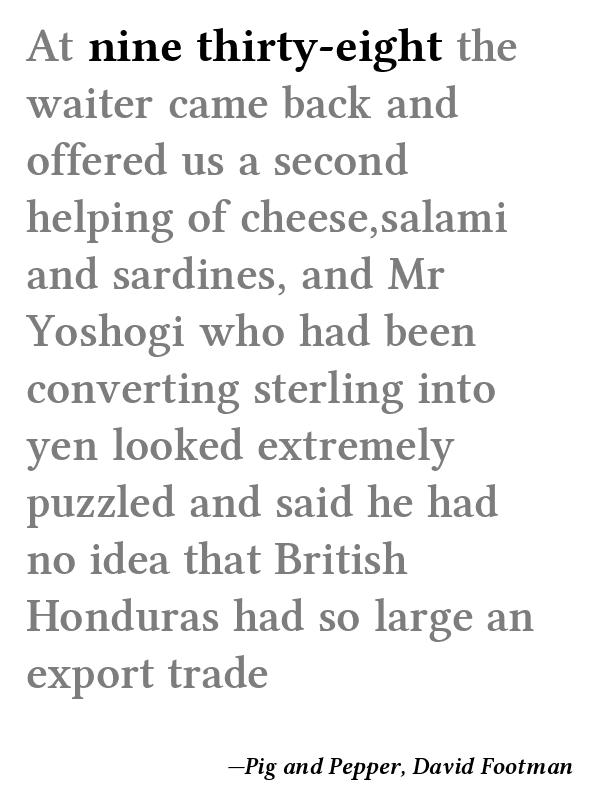 At nine thirty-eight the
waiter came back and
offered us a second
helping of cheese,salami
and sardines, and Mr
Yoshogi who had been
converting sterling into
yen looked extremely
puzzled and said he had
no idea that British
Honduras had so large an
export trade
—Pig and Pepper, David Footman